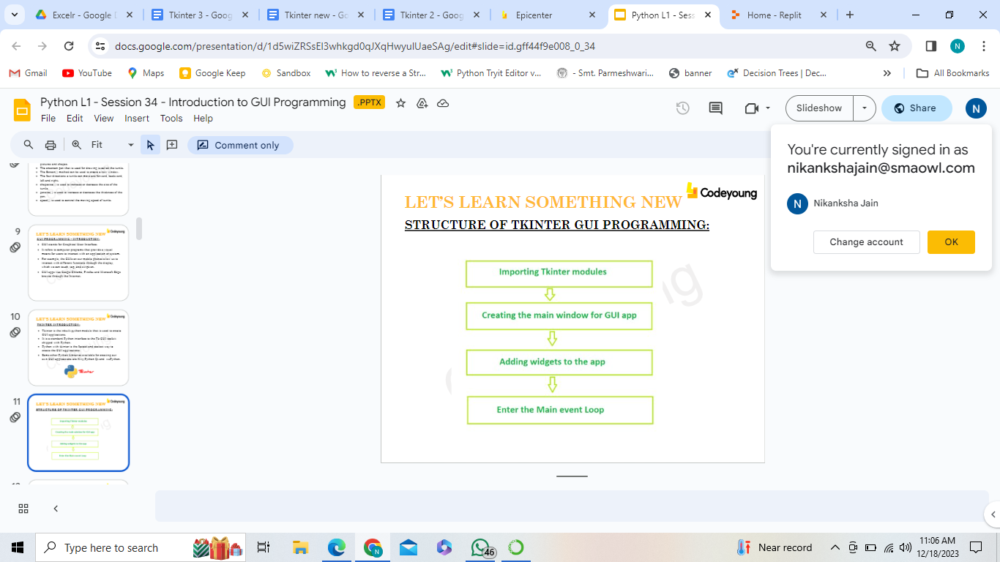 Excel - Google D
Tkinter 3 - Goog
Tkinter new - Go
Tkinter 2 - Goog
Epicenter
Python L1 - Sess
Home - Replit
docs.google.com/presentation/d/1d5wiZRSsEl3whkgd0qJXqHwyulUaeSAg/edit#slide=id.gff44f9e008_0_34
N
Gmail
YouTube
Maps
Google Keep
Sandbox
How to reverse a Str...
Python Tryit Editor v...
- Smt. Parmeshwari...
banner
Decision Trees | Dec...
All Bookmarks
Python L1 - Session 34 - Introduction to GUI Programming
.PPTX
File Edit View Insert Tools Help
Slideshow
Share
N
Fit
Comment only
You're currently signed in as
nikankshajain@smaowl.com
N
Nikanksha Jain
Change account
OK
9
LET'S LEARN SOMETHING NEW
Codeyoung
GUI PROGRAMMING - INTRODUCTION:
10
LET'S LEARN SOMETHING NEW
Codeyoung
TKINTER INTRODUCTION:
11
LET'S LEARN SOMETHING NEW
Codeyoung
STRUCTURE OF TKINTER GUI PROGRAMMING:
Importing Tkinter modules
Creating the main window for GUI app
Adding widgets to the app
Enter the Main event Loop
Codeyoung
LET'S LEARN SOMETHING NEW
STRUCTURE OF TKINTER GUI PROGRAMMING:
Importing Tkinter modules
Creating the main window for GUI app
Adding widgets to the app
Enter the Main event Loop
Type here to search
46
Near record
11:06 AM
12/18/2023